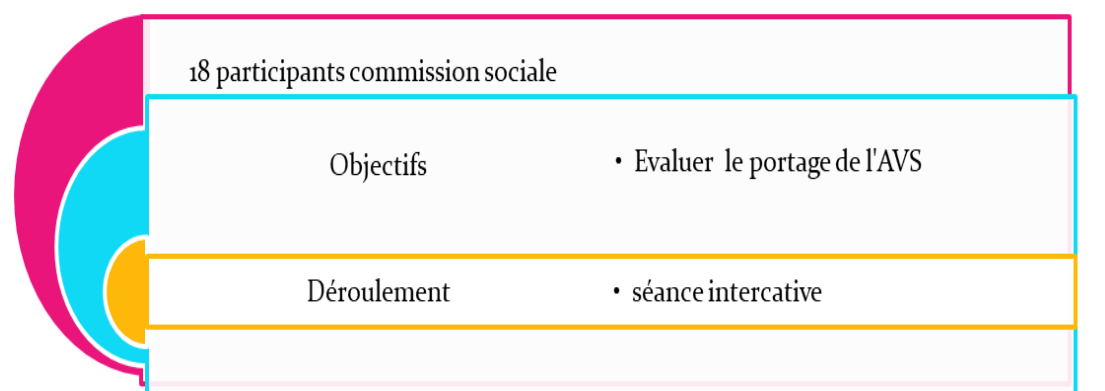 18 participants commission sociale
Objectifs
• Evaluer le portage de l'AVS
Déroulement
• séance intercative